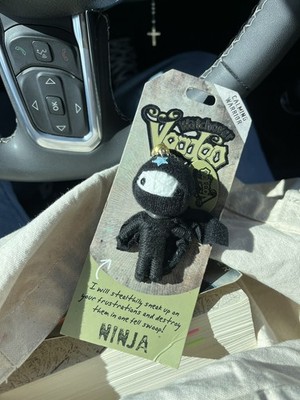 OK
Watchover
Voodoo
CALMING
WARRIOR
I will stealthily sneak up on
your frustrations and destroy
them in one fell swoop!
NINJA